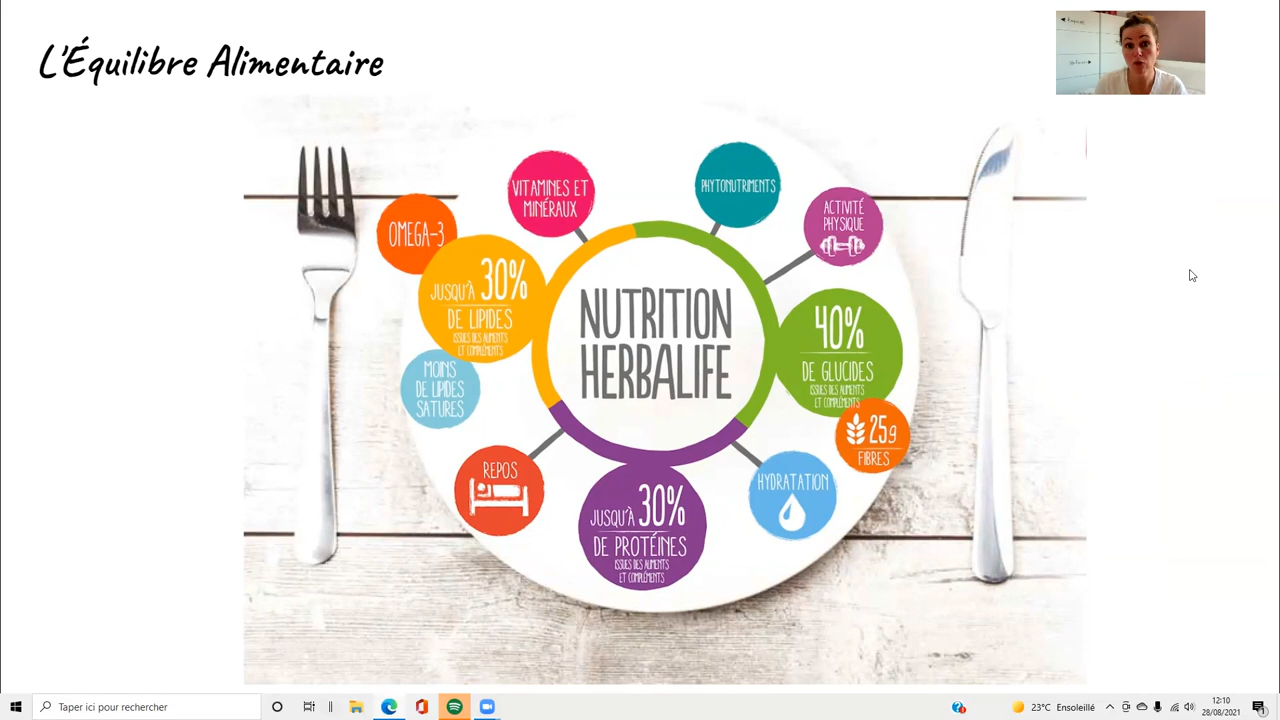 L'Équilibre Alimentaire
VITAMINES ET
MINÉRAUX
PHYTONUTRIMENTS
ACTIVITÉ
PHYSIQUE
OMEGA-3
JUSQU'À 30%
DE LIPIDES
ISSUES DES ALIMENTS
ET COMPLÉMENTS
NUTRITION
HERBALIFE
40%
DE GLUCIDES
ISSUES DES ALIMENTS
ET COMPLÉMENTS
MOINS
DE LIPIDES
SATURES
25g
FIBRES
REPOS
HYDRATATION
JUSQU'À 30%
DE PROTÉINES
ISSUES DES ALIMENTS
ET COMPLÉMENTS
Taper ici pour rechercher
23°C Ensoleillé
12:10
28/08/2021